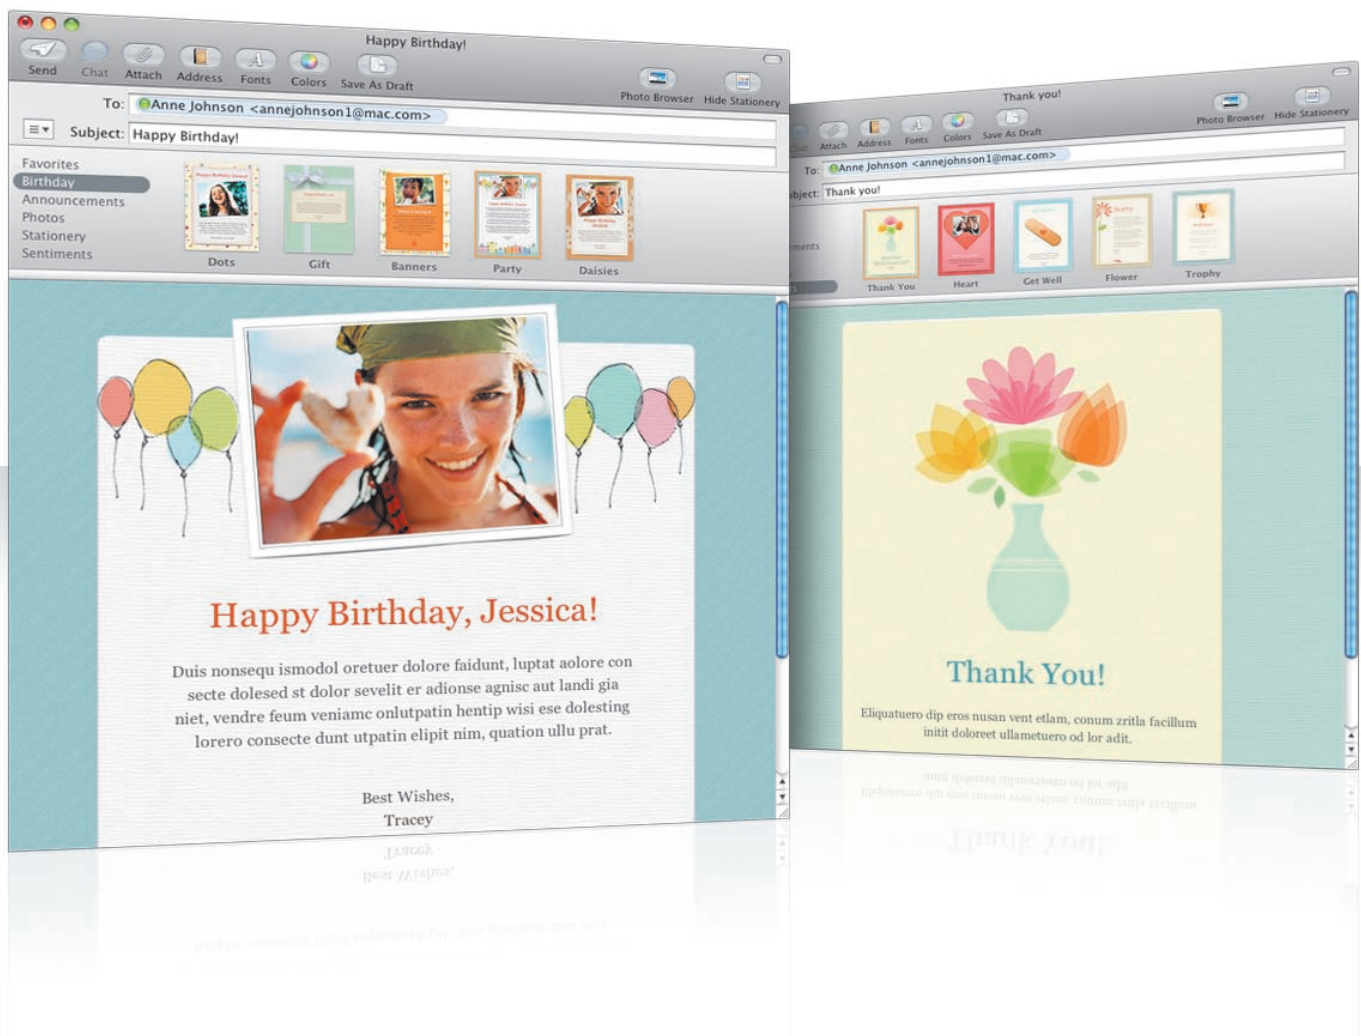 Happy Birthday!
Send
Chat
Attach
Address
Fonts
Colors
Save As Draft
Photo Browser
Hide Stationery
To:
Anne Johnson <annejohnson1@mac.com>
Subject:
Happy Birthday!
Favorites
Birthday
Announcements
Photos
Stationery
Sentiments
Dots
Gift
Banners
Party
Daisies
Happy Birthday, Jessica!
Duis nonsequ ismodol oretuer dolore faidunt, luptat aolore con
secte dolesed st dolor sevelit er adionse agnisc aut landi gia
niet, vendre feum veniamc onlutpatin hentip wisi ese dolesting
lorero consecte dunt utpatin elipit nim, quation ullu prat.
Best Wishes,
Tracey
Thank you!
Attach
Address
Fonts
Colors
Save As Draft
Photo Browser
Hide Stationery
To:
Anne Johnson <annejohnson1@mac.com>
bject:
Thank you!
ments
Thank You
Heart
Get Well
Flower
Trophy
Thank You!
Eliquatuero dip eros nusan vent etlam, conum zritla facillum
initit doloreet ullametuero od lor adit.